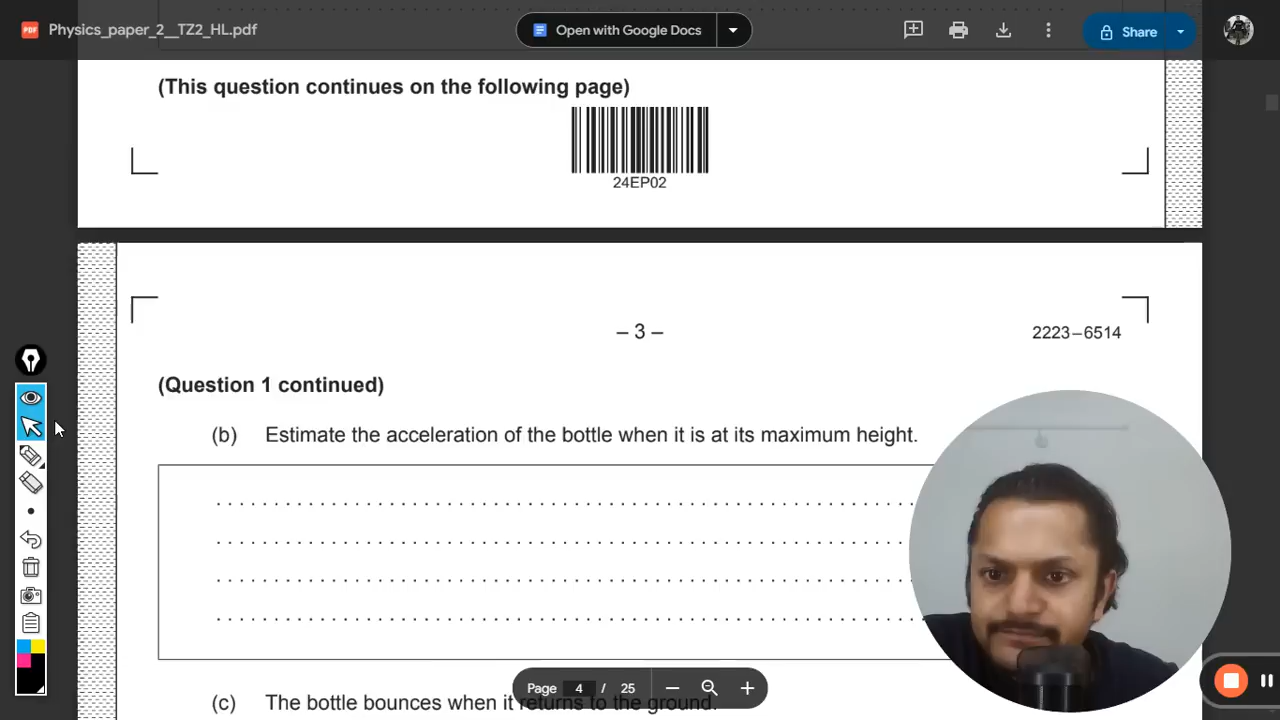 Physics_paper_2__TZ2_HL.pdf
Open with Google Docs
Share
(This question continues on the following page)
24EP02
– 3 –
2223–6514
(Question 1 continued)
(b) Estimate the acceleration of the bottle when it is at its maximum height.
(c) The bottle bounces when it returns to the ground.
Page 4 / 25